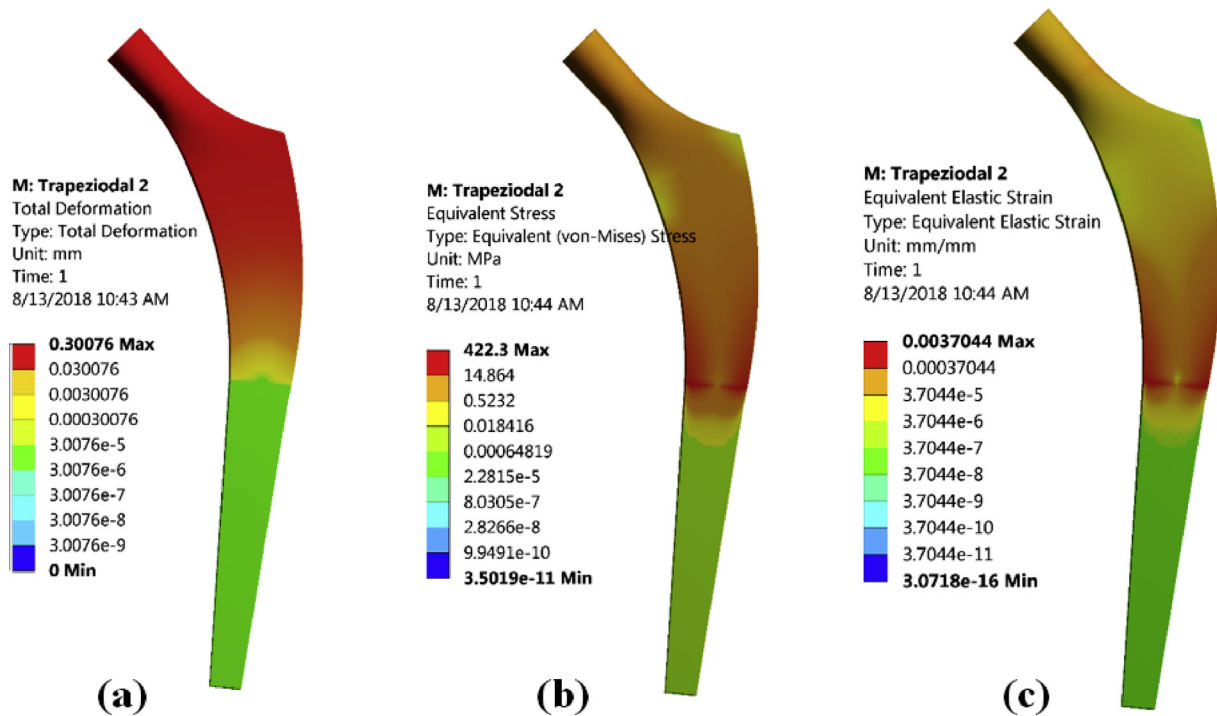 M: Trapeziodal 2
Total Deformation
Type: Total Deformation
Unit: mm
Time: 1
8/13/2018 10:43 AM
0.30076 Max
0.030076
0.0030076
0.00030076
3.0076e-5
3.0076e-6
3.0076e-7
3.0076e-8
3.0076e-9
0 Min
(a)
M: Trapeziodal 2
Equivalent Stress
Type: Equivalent (von-Mises) Stress
Unit: MPa
Time: 1
8/13/2018 10:44 AM
422.3 Max
14.864
0.5232
0.018416
0.00064819
2.2815e-5
8.0305e-7
2.8266e-8
9.9491e-10
3.5019e-11 Min
(b)
M: Trapeziodal 2
Equivalent Elastic Strain
Type: Equivalent Elastic Strain
Unit: mm/mm
Time: 1
8/13/2018 10:44 AM
0.0037044 Max
0.00037044
3.7044e-5
3.7044e-6
3.7044e-7
3.7044e-8
3.7044e-9
3.7044e-10
3.7044e-11
3.0718e-16 Min
(c)